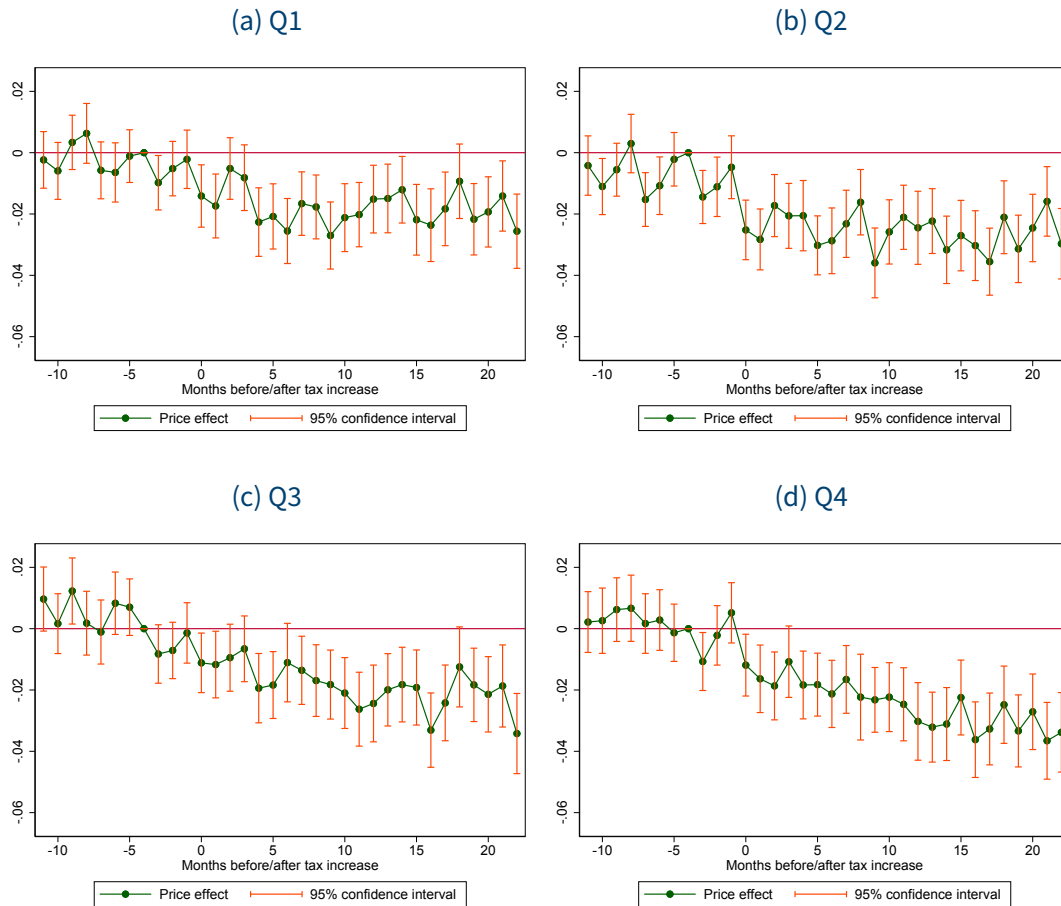 (a) Q1
.02
0
-.02
-.04
-.06
-10 -5 0 5 10 15 20
Months before/after tax increase
Price effect 95% confidence interval
(b) Q2
.02
0
-.02
-.04
-.06
-10 -5 0 5 10 15 20
Months before/after tax increase
Price effect 95% confidence interval
(c) Q3
.02
0
-.02
-.04
-.06
-10 -5 0 5 10 15 20
Months before/after tax increase
Price effect 95% confidence interval
(d) Q4
.02
0
-.02
-.04
-.06
-10 -5 0 5 10 15 20
Months before/after tax increase
Price effect 95% confidence interval